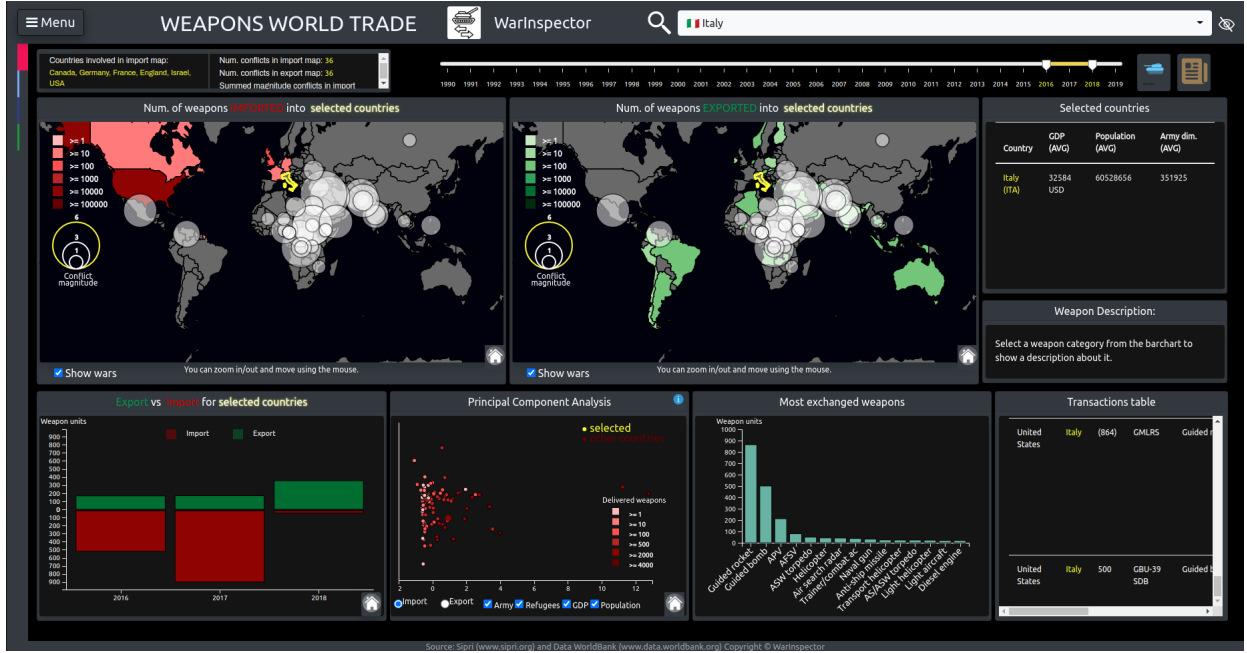 Menu
WEAPONS WORLD TRADE
WarInspector
Italy
Countries involved in import map:
Canada, Germany, France, England, Israel,
USA
Num. conflicts in import map: 36
Num. conflicts in export map: 36
Summed magnitude conflicts in import
1990 1991 1992 1993 1994 1995 1996 1997 1998 1999 2000 2001 2002 2003 2004 2005 2006 2007 2008 2009 2010 2011 2012 2013 2014 2015 2016 2017 2018 2019
Num. of weapons IMPORTED into selected countries
>= 1
>= 10
>= 100
>= 1000
>= 10000
>= 100000
6
3
1
Conflict
magnitude
Show wars
You can zoom in/out and move using the mouse.
Num. of weapons EXPORTED into selected countries
>= 1
>= 10
>= 100
>= 1000
>= 10000
>= 100000
6
3
1
Conflict
magnitude
Show wars
You can zoom in/out and move using the mouse.
Selected countries
Country GDP (AVG) Population (AVG) Army dim. (AVG)
Italy (ITA) 32584 USD 60528656 351925
Weapon Description:
Select a weapon category from the barchart to
show a description about it.
Export vs Import for selected countries
Weapon units
Import Export
900
800
700
600
500
400
300
200
100
0
100
200
300
400
500
600
700
800
900
2016 2017 2018
Principal Component Analysis
selected
other countries
Delivered weapons
>= 1
>= 10
>= 100
>= 500
>= 2000
>= 4000
2 0 2 4 6 8 10 12
Import Export Army Refugees GDP Population
Most exchanged weapons
Weapon units
1000
900
800
700
600
500
400
300
200
100
0
Guided rocket
Guided bomb
APV
AFSV
ASW torpedo
Helicopter
Air search radar
Trainer/combat ac
Naval gun
Anti-ship missile
Transport helicopter
AS/ASW torpedo
Light helicopter
Light aircraft
Diesel engine
Transactions table
United States Italy (864) GMLRS Guided r
United States Italy 500 GBU-39 SDB Guided b
Source: Sipri (www.sipri.org) and Data WorldBank (www.data.worldbank.org) Copyright © WarInspector